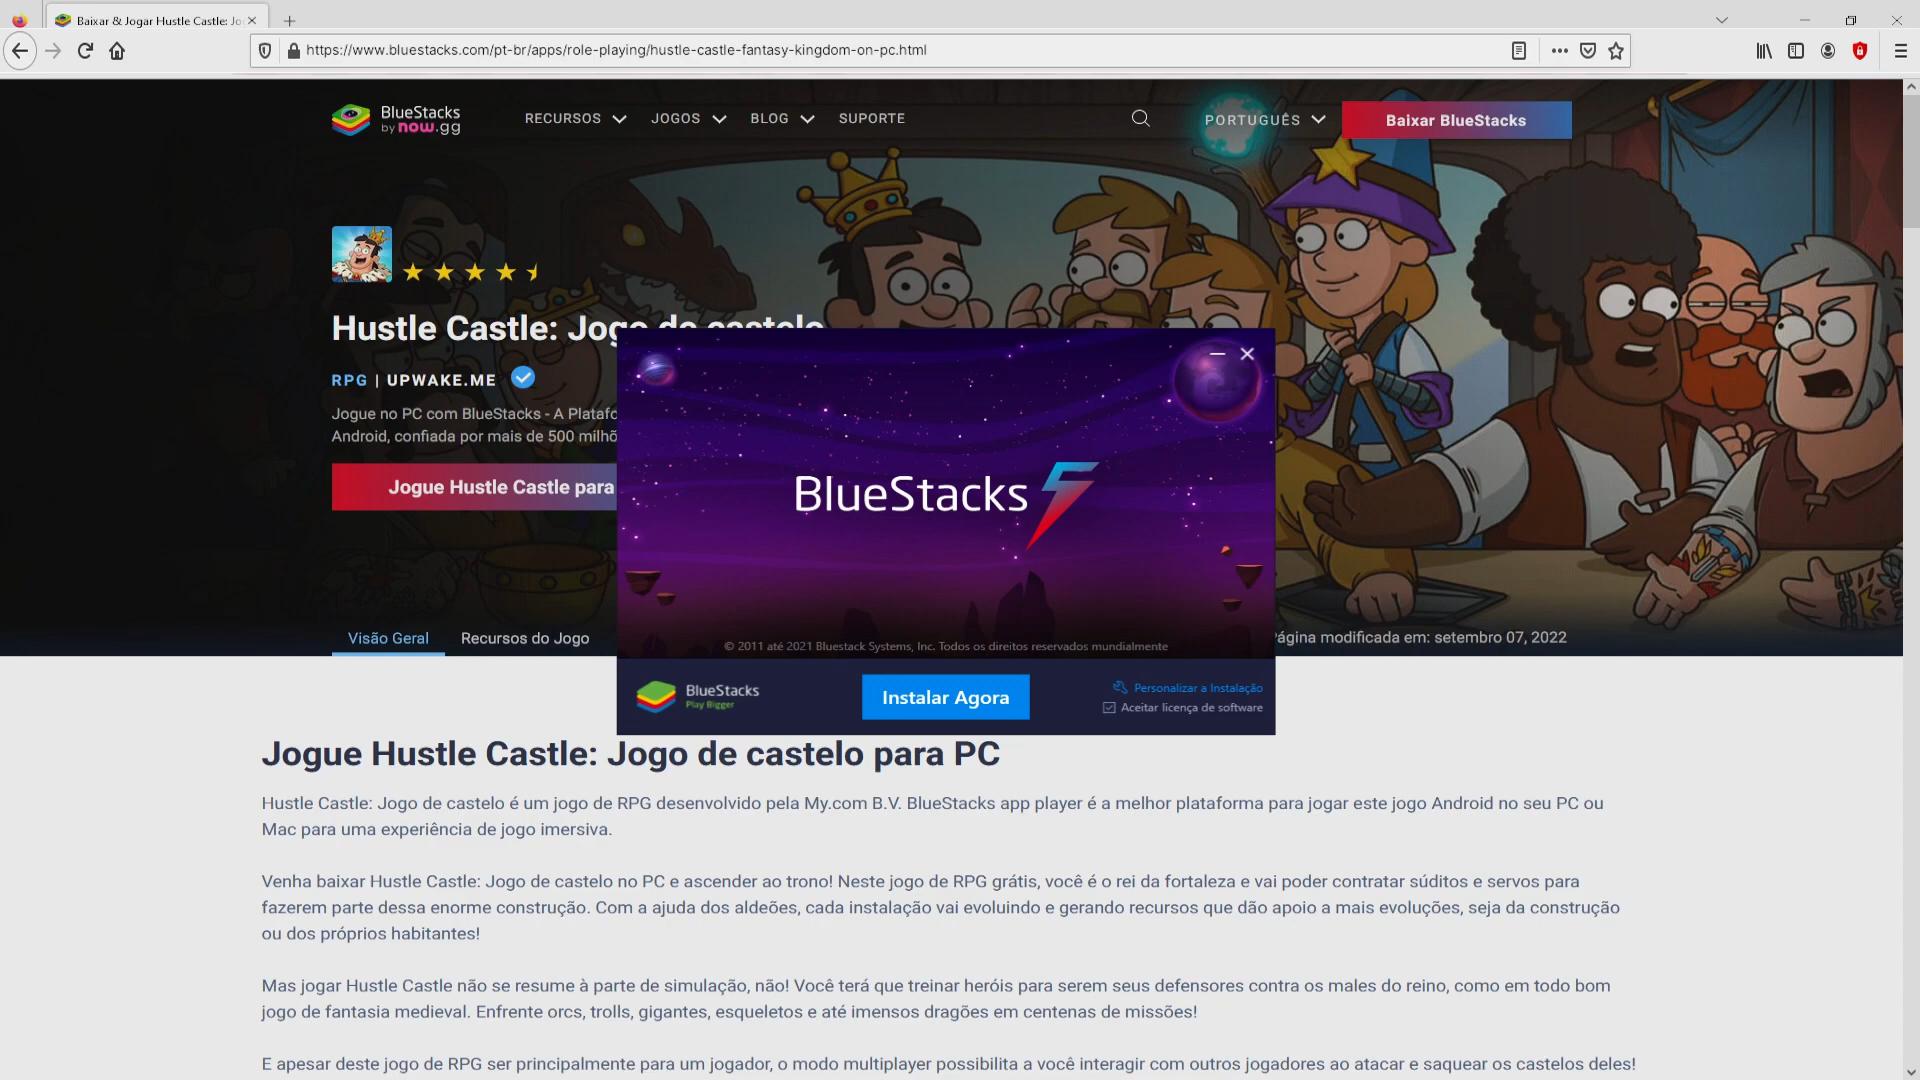 Baixar & Jogar Hustle Castle: Jo
https://www.bluestacks.com/pt-br/apps/role-playing/hustle-castle-fantasy-kingdom-on-pc.html
BlueStacks
by now.gg
RECURSOS
JOGOS
BLOG
SUPORTE
PORTUGUÊS
Baixar BlueStacks
Hustle Castle: Jogo de castelo
RPG | UPWAKE.ME
Jogue no PC com BlueStacks - A Platafo
Android, confiada por mais de 500 milhõ
Jogue Hustle Castle para
Visão Geral
Recursos do Jogo
Página modificada em: setembro 07, 2022
BlueStacks 5
© 2011 até 2021 Bluestack Systems, Inc. Todos os direitos reservados mundialmente
BlueStacks
Play Bigger
Instalar Agora
Personalizar a Instalação
Aceitar licença de software
Jogue Hustle Castle: Jogo de castelo para PC
Hustle Castle: Jogo de castelo é um jogo de RPG desenvolvido pela My.com B.V. BlueStacks app player é a melhor plataforma para jogar este jogo Android no seu PC ou
Mac para uma experiência de jogo imersiva.
Venha baixar Hustle Castle: Jogo de castelo no PC e ascender ao trono! Neste jogo de RPG grátis, você é o rei da fortaleza e vai poder contratar súditos e servos para
fazerem parte dessa enorme construção. Com a ajuda dos aldeões, cada instalação vai evoluindo e gerando recursos que dão apoio a mais evoluções, seja da construção
ou dos próprios habitantes!
Mas jogar Hustle Castle não se resume à parte de simulação, não! Você terá que treinar heróis para serem seus defensores contra os males do reino, como em todo bom
jogo de fantasia medieval. Enfrente orcs, trolls, gigantes, esqueletos e até imensos dragões em centenas de missões!
E apesar deste jogo de RPG ser principalmente para um jogador, o modo multiplayer possibilita a você interagir com outros jogadores ao atacar e saquear os castelos deles!